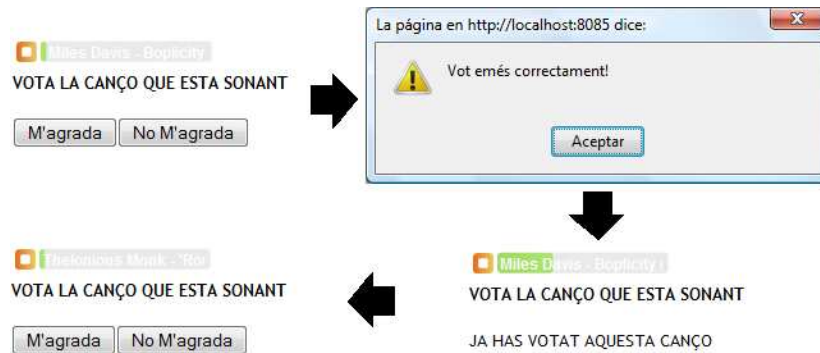 Miles Davis - Boplicity
VOTA LA CANÇO QUE ESTA SONANT
M'agrada No M'agrada
La página en http://localhost:8085 dice:
Vot emés correctament!
Aceptar
Miles Davis - Boplicity (
VOTA LA CANÇO QUE ESTA SONANT
JA HAS VOTAT AQUESTA CANÇO
Thelonious Monk - 'Ro
VOTA LA CANÇO QUE ESTA SONANT
M'agrada No M'agrada